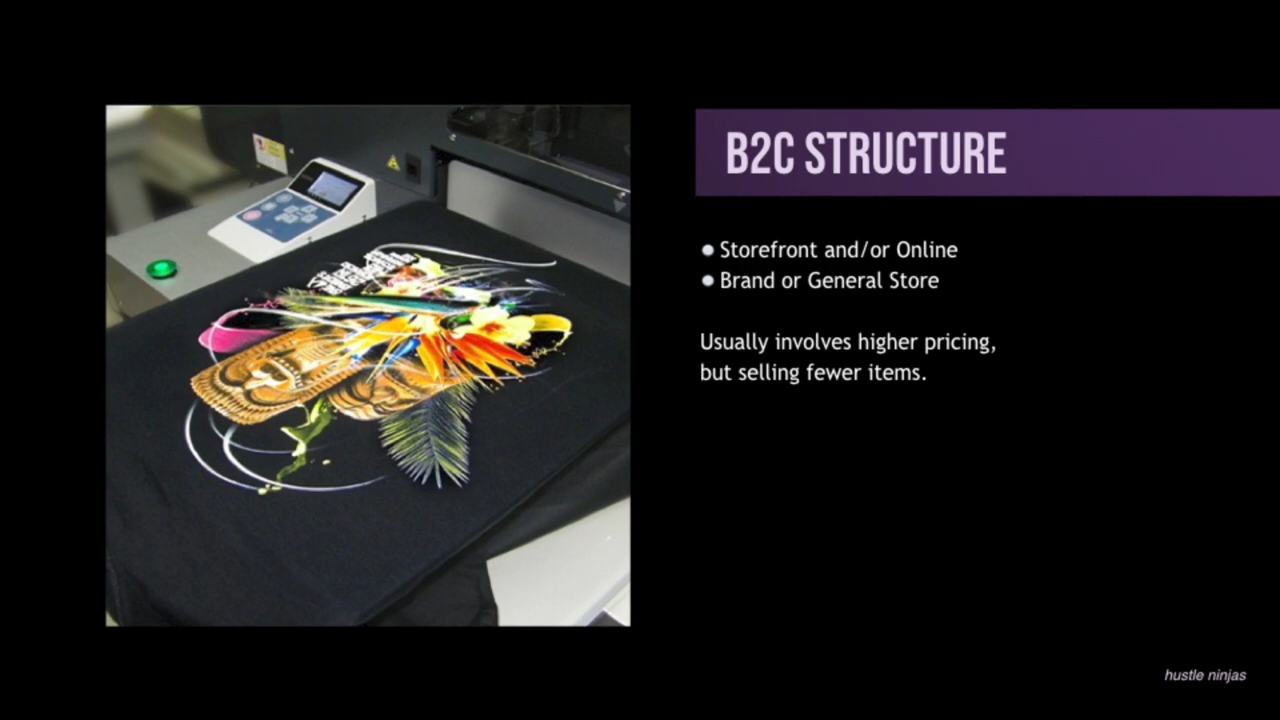 B2C STRUCTURE
Storefront and/or Online
Brand or General Store
Usually involves higher pricing,
but selling fewer items.
hustle ninjas